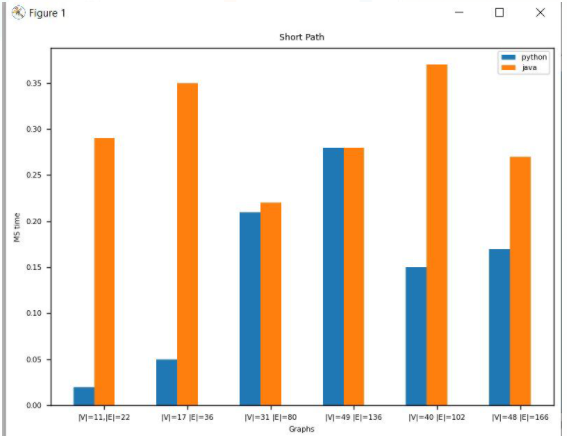 Figure 1
Short Path
python
java
0.35
0.30
0.25
0.20
0.15
0.10
0.05
0.00
MS time
|V|=11,|E|=22
|V|=17 |E|=36
|V|=31 |E|=80
|V|=49 |E|=136
|V|=40 |E|=102
|V|=48 |E|=166
Graphs